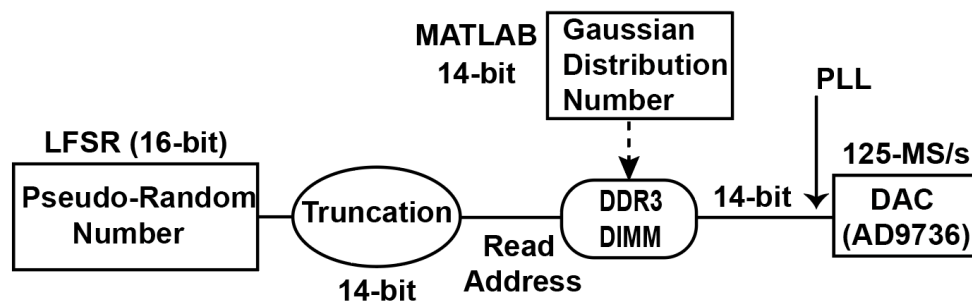 MATLAB
14-bit
Gaussian
Distribution
Number
PLL
LFSR (16-bit)
Pseudo-Random
Number
Truncation
14-bit
Read
Address
DDR3
DIMM
14-bit
125-MS/s
DAC
(AD9736)